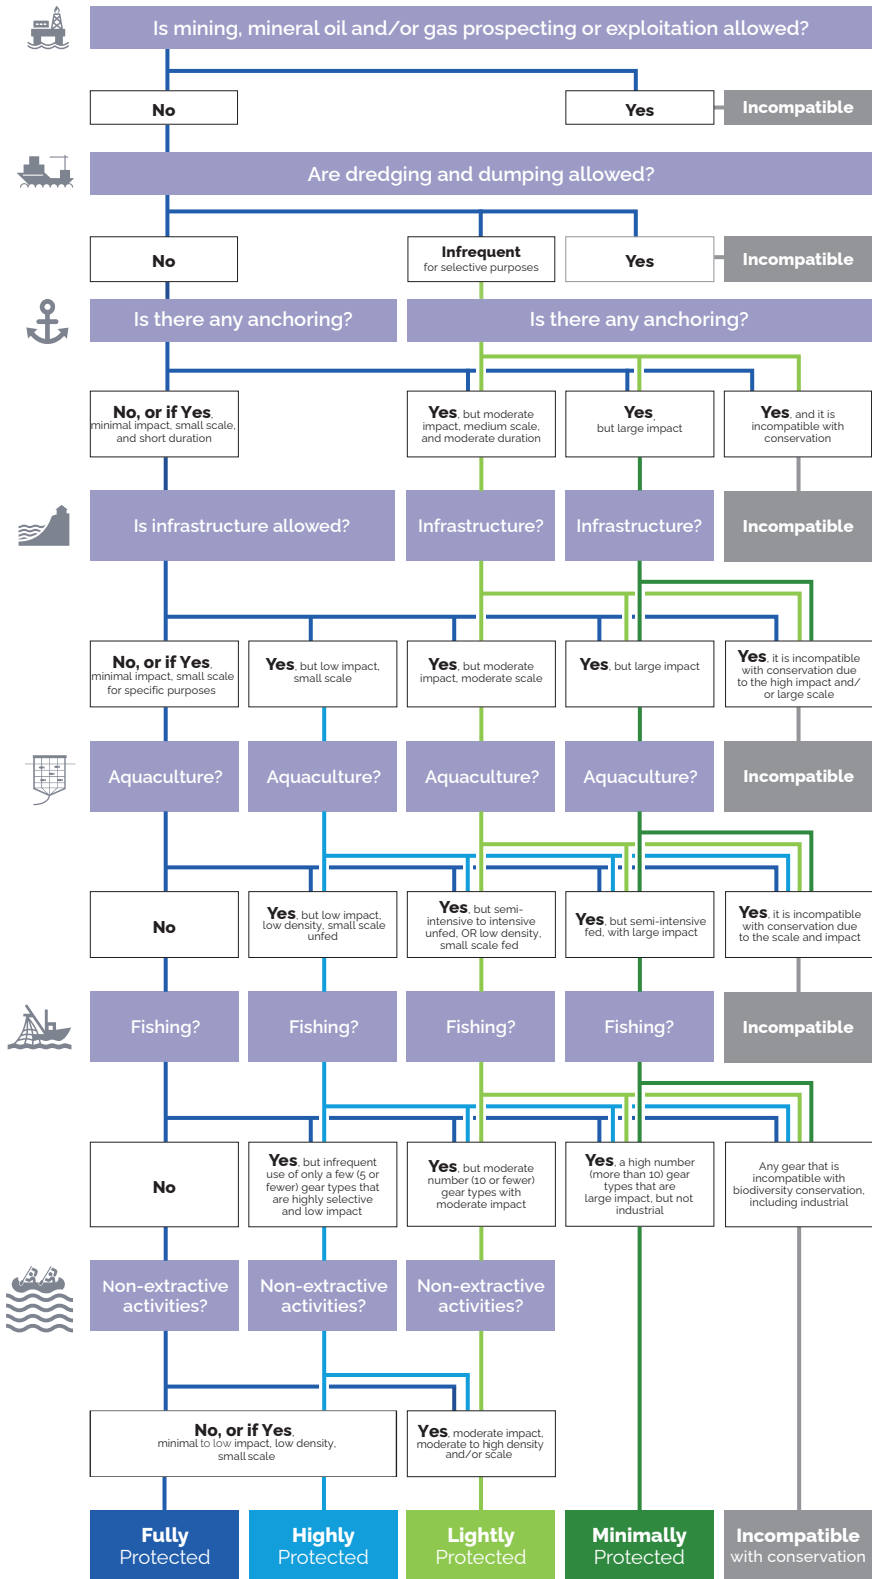 Is mining, mineral oil and/or gas prospecting or exploitation allowed?
No
Yes
Incompatible
Are dredging and dumping allowed?
No
Infrequent
for selective purposes
Yes
Incompatible
Is there any anchoring?
Is there any anchoring?
No, or if Yes,
minimal impact, small scale,
and short duration
Yes, but moderate
impact, medium scale,
and moderate duration
Yes,
but large impact
Yes, and it is
incompatible with
conservation
Is infrastructure allowed?
Infrastructure?
Infrastructure?
Incompatible
No, or if Yes,
minimal impact, small scale
for specific purposes
Yes, but low impact,
small scale
Yes, but moderate
impact, moderate scale
Yes, but large impact
Yes, it is incompatible
with conservation due
to the high impact and/
or large scale
Aquaculture?
Aquaculture?
Aquaculture?
Aquaculture?
Incompatible
No
Yes, but low impact,
low density, small scale
unfed
Yes, but semi-
intensive to intensive
unfed, OR low density,
small scale fed
Yes, but semi-intensive
fed, with large impact
Yes, it is incompatible
with conservation due
to the scale and impact
Fishing?
Fishing?
Fishing?
Fishing?
Incompatible
No
Yes, but infrequent
use of only a few (5 or
fewer) gear types that
are highly selective
and low impact
Yes, but moderate
number (10 or fewer)
gear types with
moderate impact
Yes, a high number
(more than 10) gear
types that are
large impact, but not
industrial
Any gear that is
incompatible with
biodiversity conservation,
including industrial
Non-extractive
activities?
Non-extractive
activities?
Non-extractive
activities?
No, or if Yes,
minimal to low impact, low density,
small scale
Yes, moderate impact,
moderate to high density
and/or scale
Fully
Protected
Highly
Protected
Lightly
Protected
Minimally
Protected
Incompatible
with conservation